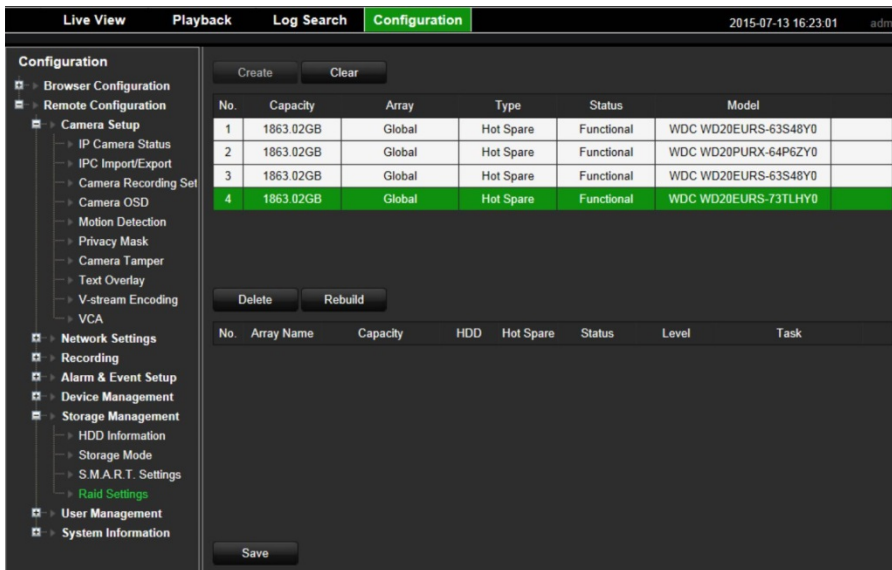 Live View Playback Log Search Configuration 2015-07-13 16:23:01 adm
Configuration
Browser Configuration
Remote Configuration
Camera Setup
IP Camera Status
IPC Import/Export
Camera Recording Set
Camera OSD
Motion Detection
Privacy Mask
Camera Tamper
Text Overlay
V-stream Encoding
VCA
Network Settings
Recording
Alarm & Event Setup
Device Management
Storage Management
HDD Information
Storage Mode
S.M.A.R.T. Settings
Raid Settings
User Management
System Information
Create Clear
No. Capacity Array Type Status Model
1 1863.02GB Global Hot Spare Functional WDC WD20EURS-63S48Y0
2 1863.02GB Global Hot Spare Functional WDC WD20PURX-64P6ZY0
3 1863.02GB Global Hot Spare Functional WDC WD20EURS-63S48Y0
4 1863.02GB Global Hot Spare Functional WDC WD20EURS-73TLHY0
Delete Rebuild
No. Array Name Capacity HDD Hot Spare Status Level Task
Save